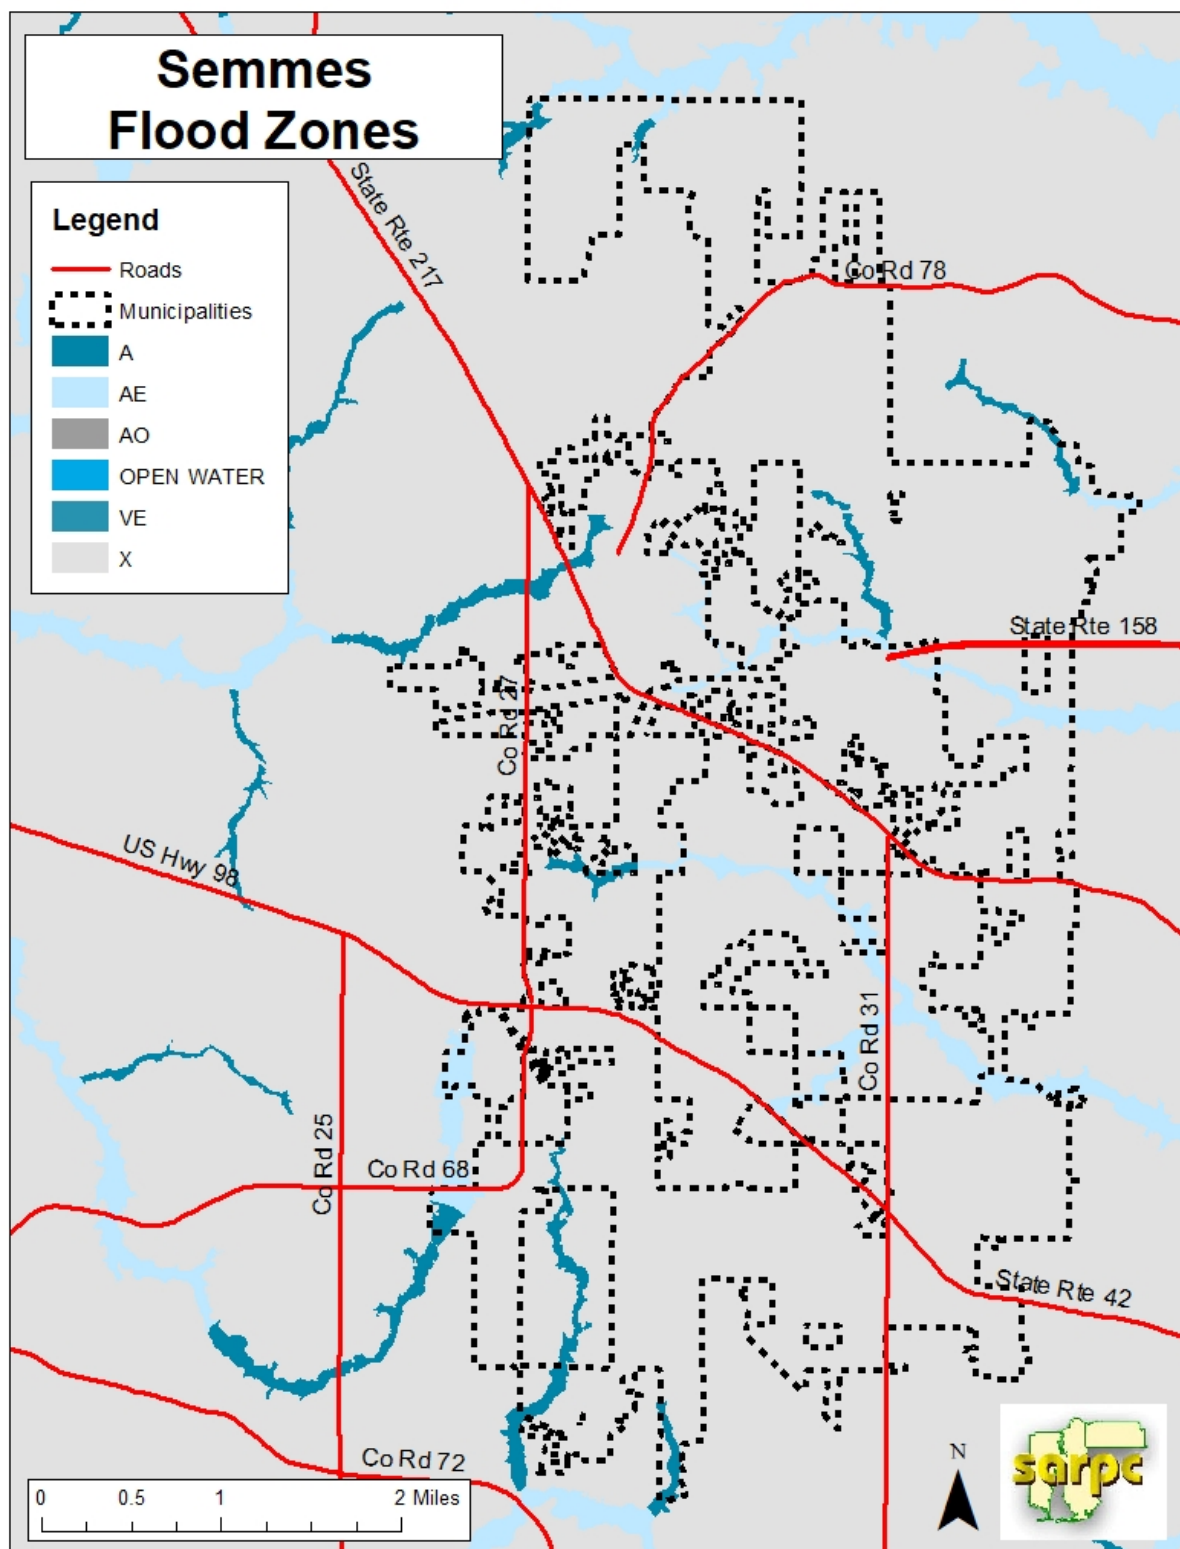 Semmes
Flood Zones
Legend
Roads
Municipalities
A
AE
AO
OPEN WATER
VE
X
State Rte 217
Co Rd 78
State Rte 158
Co Rd 27
US Hwy 98
Co Rd 31
Co Rd 25
Co Rd 68
State Rte 42
Co Rd 72
0 0.5 1 2 Miles
N
sarpc